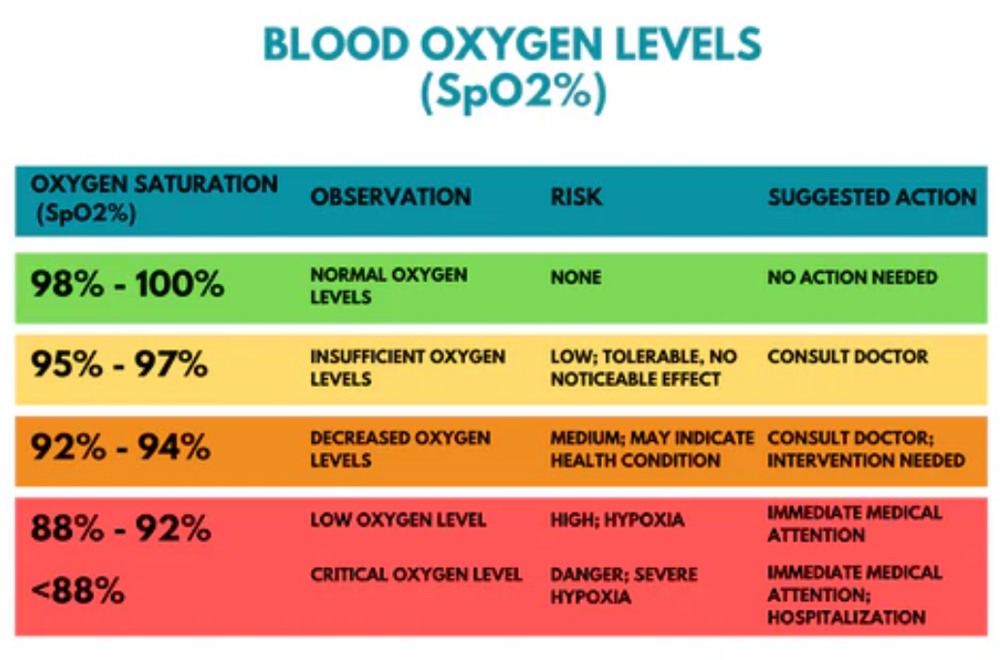 BLOOD OXYGEN LEVELS
(SpO2%)
OXYGEN SATURATION
(SpO2%)
OBSERVATION
RISK
SUGGESTED ACTION
98% - 100%
NORMAL OXYGEN
LEVELS
NONE
NO ACTION NEEDED
95% - 97%
INSUFFICIENT OXYGEN
LEVELS
LOW; TOLERABLE, NO
NOTICEABLE EFFECT
CONSULT DOCTOR
92% - 94%
DECREASED OXYGEN
LEVELS
MEDIUM; MAY INDICATE
HEALTH CONDITION
CONSULT DOCTOR;
INTERVENTION NEEDED
88% - 92%
LOW OXYGEN LEVEL
HIGH; HYPOXIA
IMMEDIATE MEDICAL
ATTENTION
<88%
CRITICAL OXYGEN LEVEL
DANGER; SEVERE
HYPOXIA
IMMEDIATE MEDICAL
ATTENTION;
HOSPITALIZATION